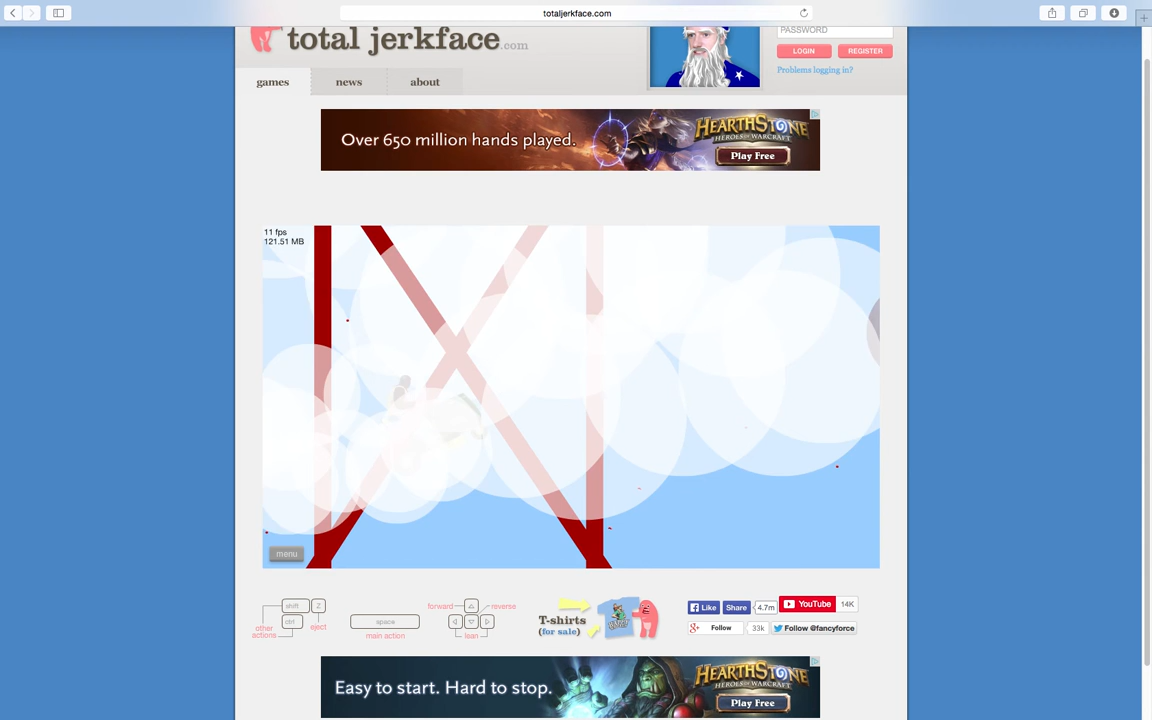 totaljerkface.com
total jerkface.com
PASSWORD
LOGIN
REGISTER
Problems logging in?
games
news
about
Over 650 million hands played.
HEARTHSTONE
HEROES OF WARCRAFT
Play Free
11 fps
121.51 MB
menu
shift
Z
ctrl
other
actions
eject
space
main action
forward
reverse
lean
T-shirts
(for sale)
Like
Share
4.7m
YouTube
14K
Follow
33k
Follow @fancyforce
Easy to start. Hard to stop.
HEARTHSTONE
HEROES OF WARCRAFT
Play Free